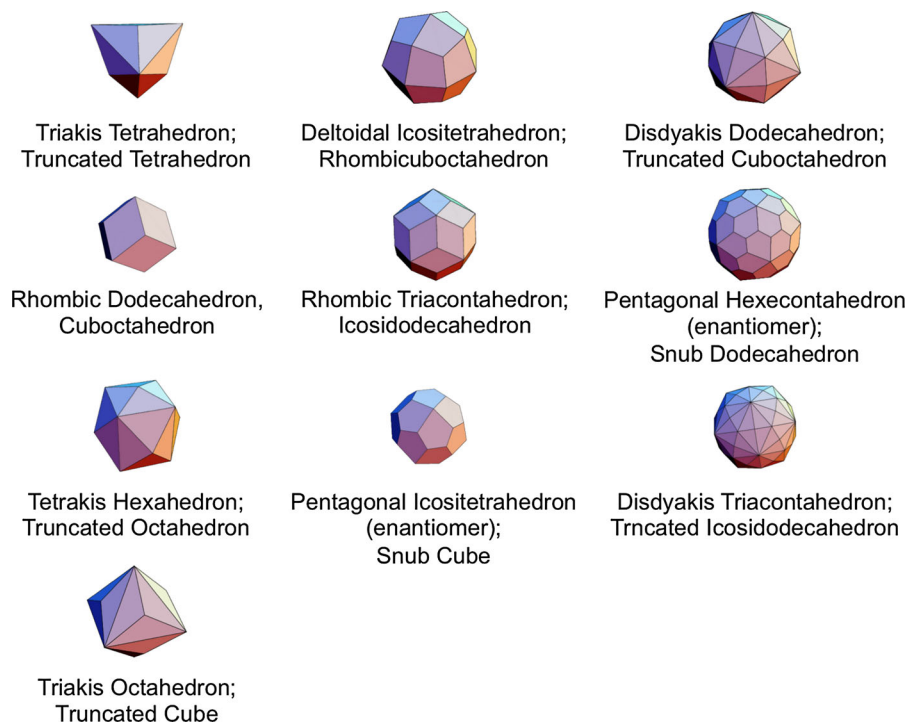 Triakis Tetrahedron;
Truncated Tetrahedron
Deltoidal Icositetrahedron;
Rhombicuboctahedron
Disdyakis Dodecahedron;
Truncated Cuboctahedron
Rhombic Dodecahedron,
Cuboctahedron
Rhombic Triacontahedron;
Icosidodecahedron
Pentagonal Hexecontahedron
(enantiomer);
Snub Dodecahedron
Tetrakis Hexahedron;
Truncated Octahedron
Pentagonal Icositetrahedron
(enantiomer);
Snub Cube
Disdyakis Triacontahedron;
Trncated Icosidodecahedron
Triakis Octahedron;
Truncated Cube